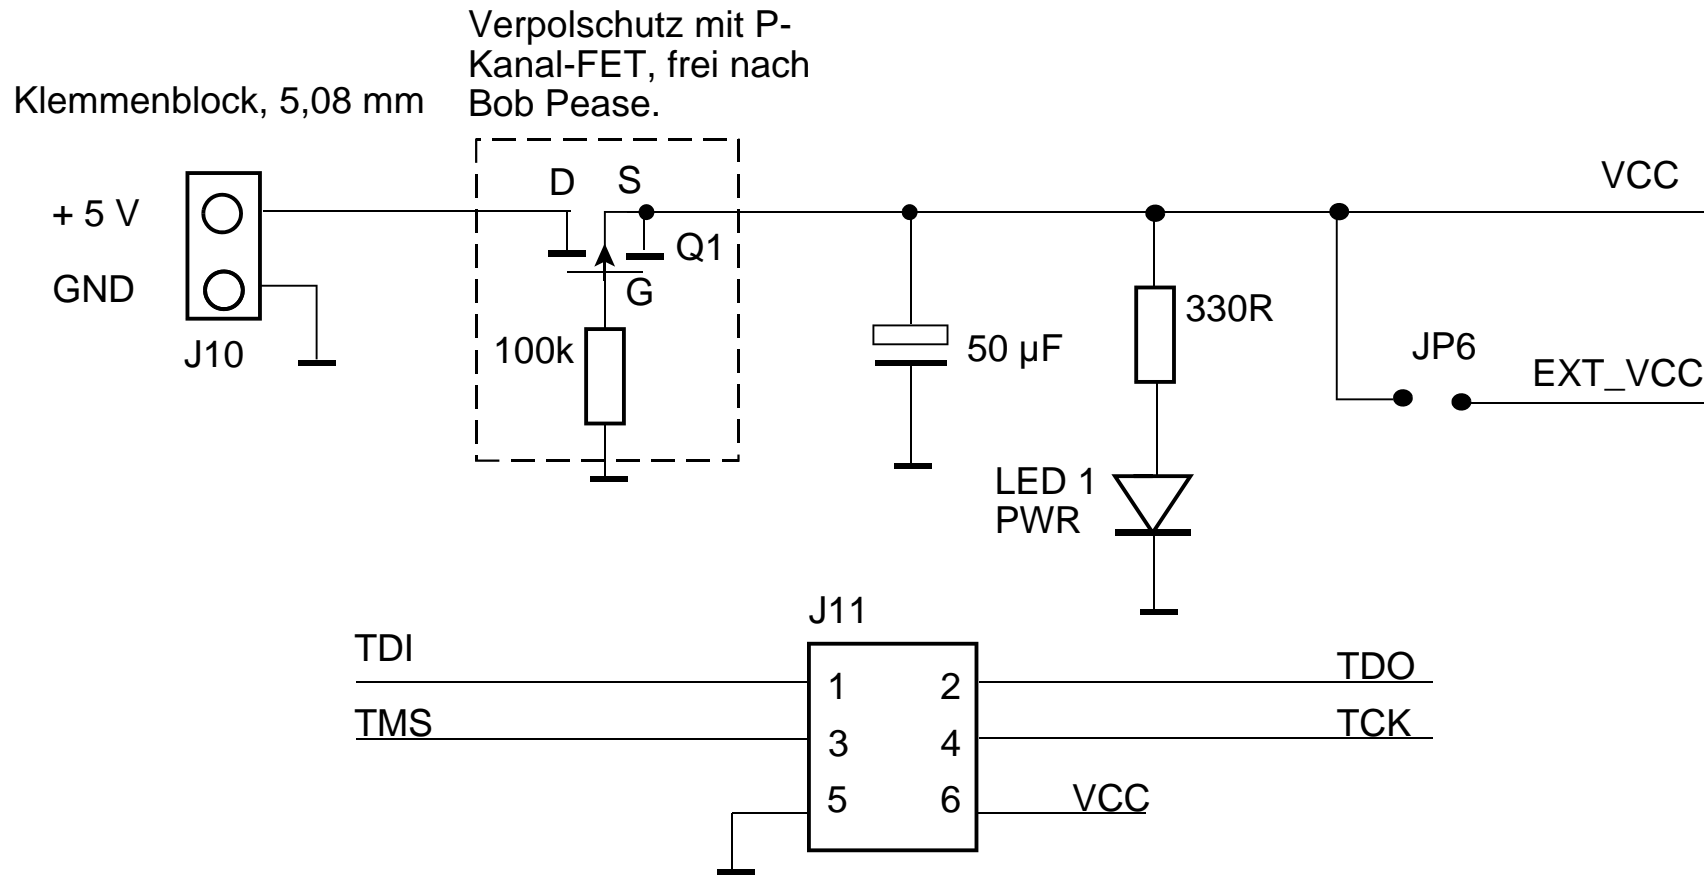 Verpolschutz mit P-
Kanal-FET, frei nach
Bob Pease.
Klemmenblock, 5,08 mm
VCC
D S
+ 5 V
Q1
GND
G
330R
J10
100k
50 µF
JP6
EXT_VCC
LED 1
PWR
J11
TDI
TDO
1 2
TMS
TCK
3 4
5 6
VCC